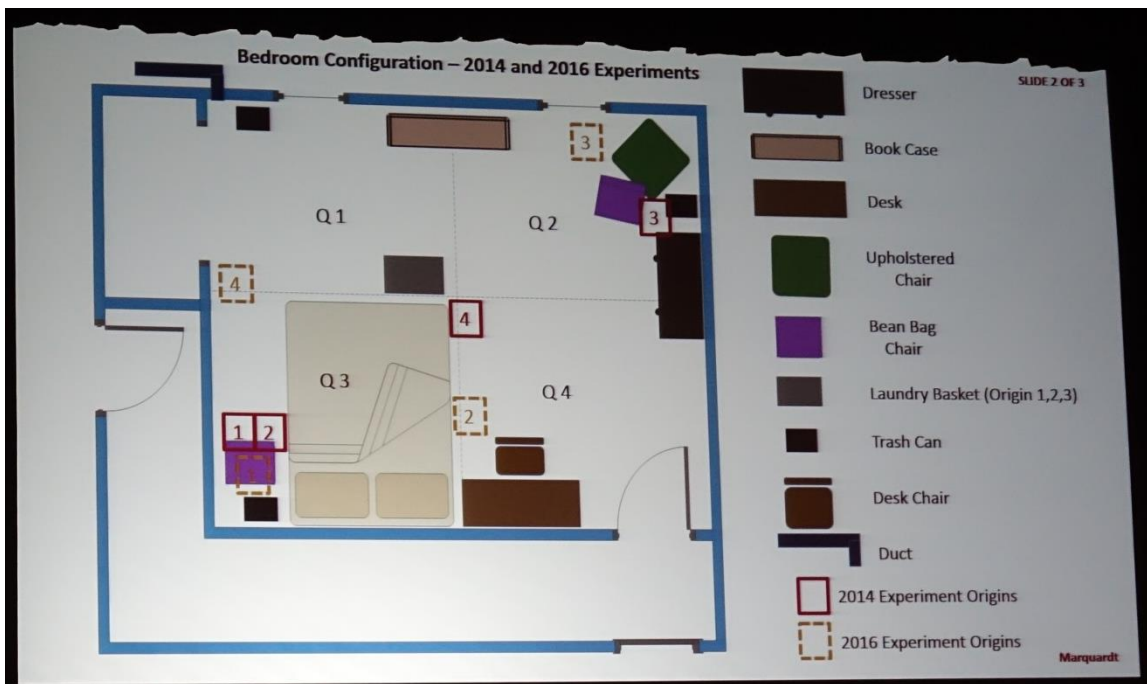 Bedroom Configuration – 2014 and 2016 Experiments
SLIDE 2 OF 3
Dresser
Book Case
Desk
Upholstered
Chair
Bean Bag
Chair
Laundry Basket (Origin 1,2,3)
Trash Can
Desk Chair
Duct
2014 Experiment Origins
2016 Experiment Origins
Marquardt
3
Q 1
Q 2
3
4
4
Q 3
Q 4
2
1
2